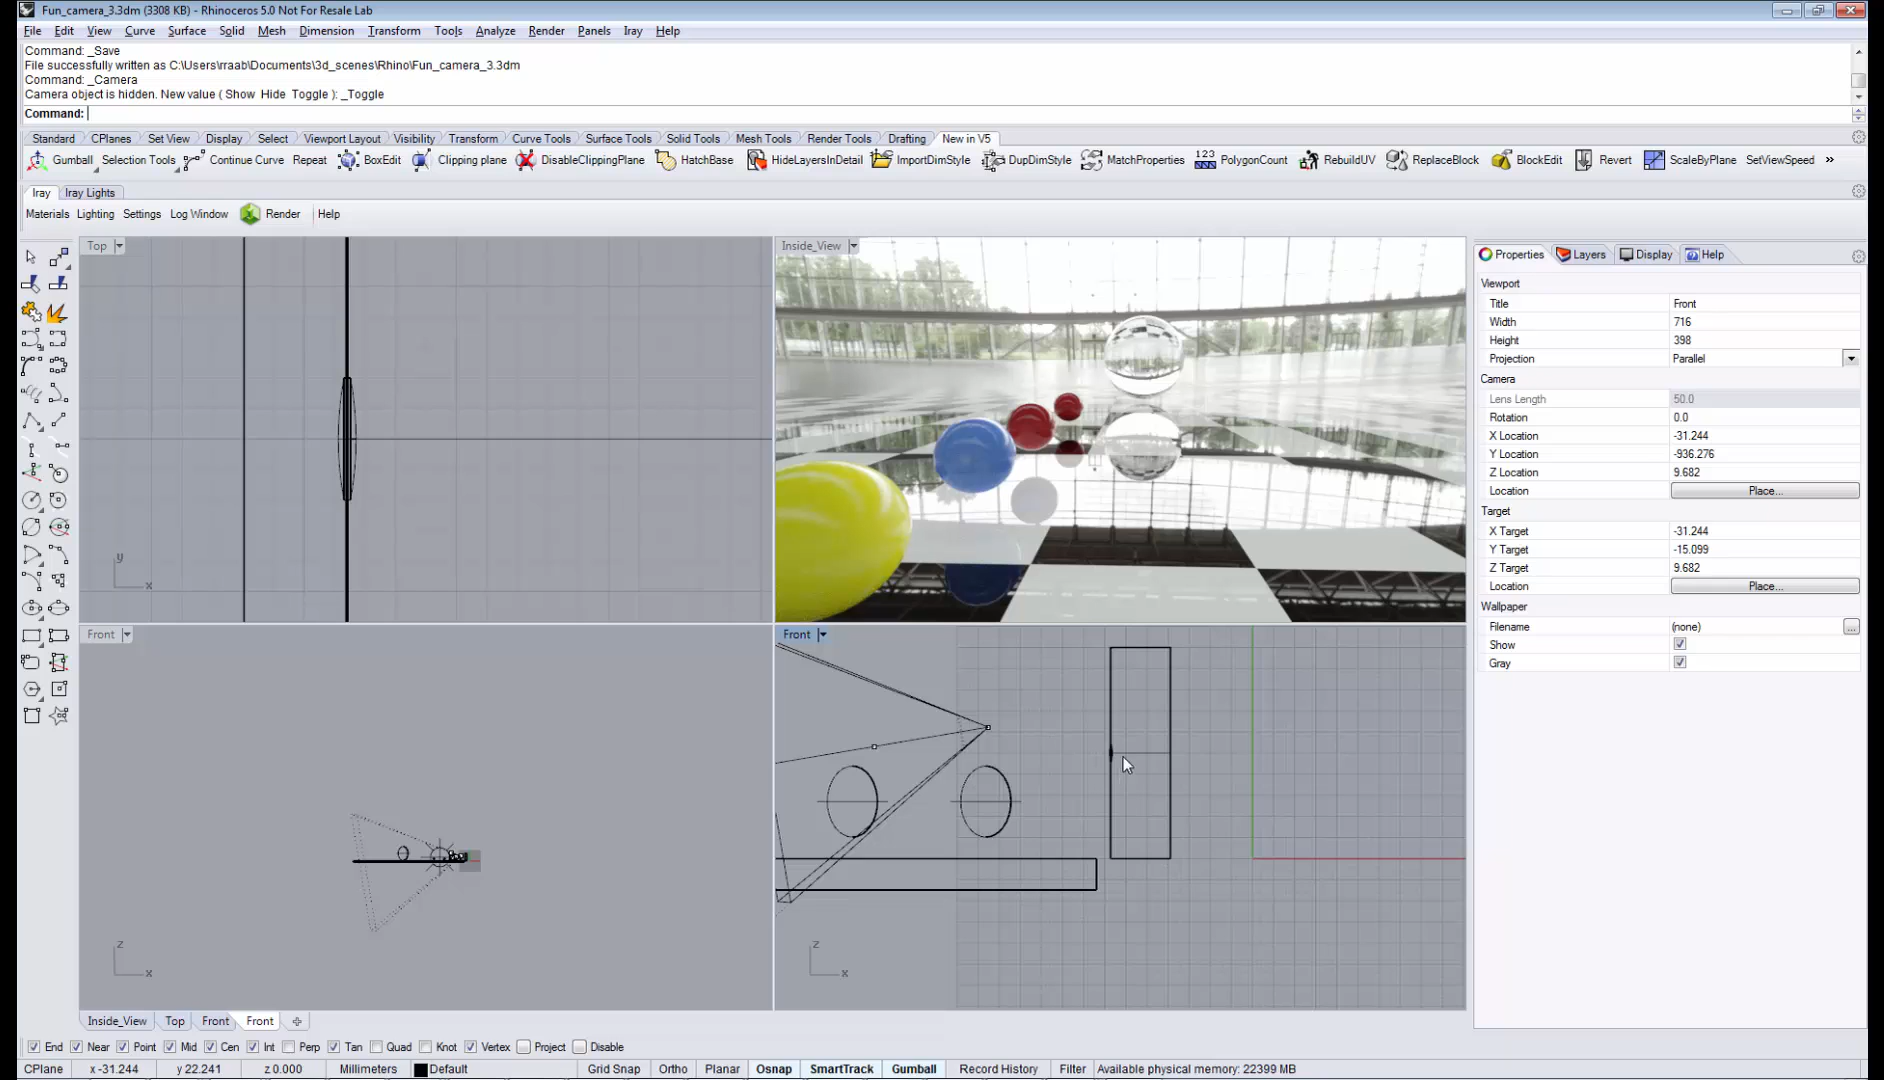 Fun_camera_3.3dm (3308 KB) - Rhinoceros 5.0 Not For Resale Lab
File Edit View Curve Surface Solid Mesh Dimension Transform Tools Analyze Render Panels Iray Help
Command: _Save
File successfully written as C:\Users\rraab\Documents\3d_scenes\Rhino\Fun_camera_3.3dm
Command: _Camera
Camera object is hidden. New value ( Show Hide Toggle ): _Toggle
Command:
Standard CPlanes Set View Display Select Viewport Layout Visibility Transform Curve Tools Surface Tools Solid Tools Mesh Tools Render Tools Drafting New in V5
Gumball Selection Tools Continue Curve Repeat BoxEdit Clipping plane DisableClippingPlane HatchBase HideLayersInDetail ImportDimStyle DupDimStyle MatchProperties 123 PolygonCount RebuildUV ReplaceBlock BlockEdit Revert ScaleByPlane SetViewSpeed »
Iray Iray Lights
Materials Lighting Settings Log Window Render Help
Top
Inside_View
Properties Layers Display Help
Viewport
Title Front
Width 716
Height 398
Projection Parallel
Camera
Lens Length 50.0
Rotation 0.0
X Location -31.244
Y Location -936.276
Z Location 9.682
Location Place...
Target
X Target -31.244
Y Target -15.099
Z Target 9.682
Location Place...
Wallpaper
Filename (none) ...
Show
Gray
y
x
Front
Front
z
x
z
x
Inside_View Top Front Front
End Near Point Mid Cen Int Perp Tan Quad Knot Vertex Project Disable
CPlane x -31.244 y 22.241 z 0.000 Millimeters Default Grid Snap Ortho Planar Osnap SmartTrack Gumball Record History Filter Available physical memory: 22399 MB